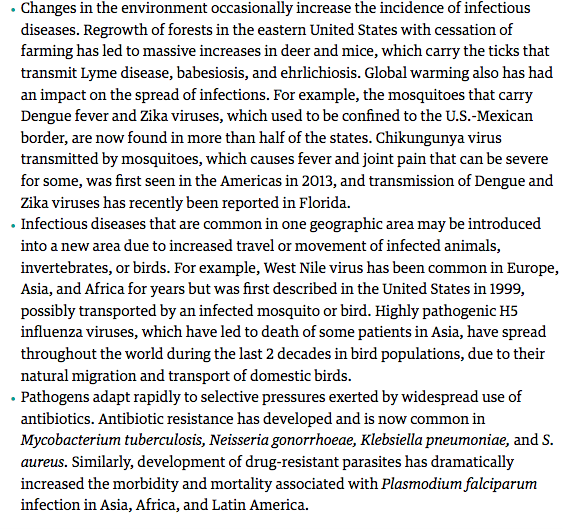 • Changes in the environment occasionally increase the incidence of infectious
diseases. Regrowth of forests in the eastern United States with cessation of
farming has led to massive increases in deer and mice, which carry the ticks that
transmit Lyme disease, babesiosis, and ehrlichiosis. Global warming also has had
an impact on the spread of infections. For example, the mosquitoes that carry
Dengue fever and Zika viruses, which used to be confined to the U.S.-Mexican
border, are now found in more than half of the states. Chikungunya virus
transmitted by mosquitoes, which causes fever and joint pain that can be severe
for some, was first seen in the Americas in 2013, and transmission of Dengue and
Zika viruses has recently been reported in Florida.
• Infectious diseases that are common in one geographic area may be introduced
into a new area due to increased travel or movement of infected animals,
invertebrates, or birds. For example, West Nile virus has been common in Europe,
Asia, and Africa for years but was first described in the United States in 1999,
possibly transported by an infected mosquito or bird. Highly pathogenic H5
influenza viruses, which have led to death of some patients in Asia, have spread
throughout the world during the last 2 decades in bird populations, due to their
natural migration and transport of domestic birds.
• Pathogens adapt rapidly to selective pressures exerted by widespread use of
antibiotics. Antibiotic resistance has developed and is now common in
Mycobacterium tuberculosis, Neisseria gonorrhoeae, Klebsiella pneumoniae, and S.
aureus. Similarly, development of drug-resistant parasites has dramatically
increased the morbidity and mortality associated with Plasmodium falciparum
infection in Asia, Africa, and Latin America.